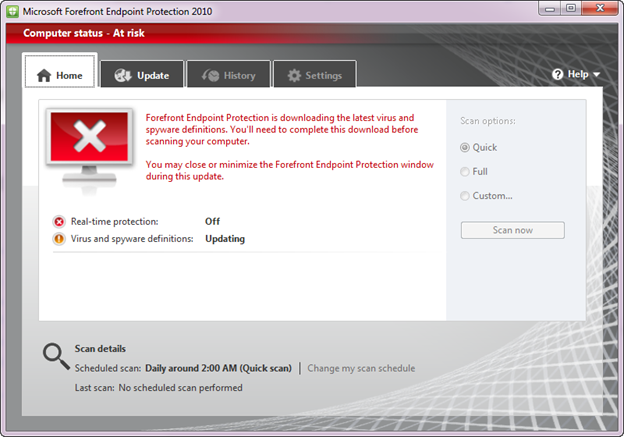 Microsoft Forefront Endpoint Protection 2010
Computer status - At risk
Home
Update
History
Settings
Help
Forefront Endpoint Protection is downloading the latest virus and
spyware definitions. You'll need to complete this download before
scanning your computer.
You may close or minimize the Forefront Endpoint Protection window
during this update.
Real-time protection: Off
Virus and spyware definitions: Updating
Scan options:
Quick
Full
Custom...
Scan now
Scan details
Scheduled scan: Daily around 2:00 AM (Quick scan) | Change my scan schedule
Last scan: No scheduled scan performed